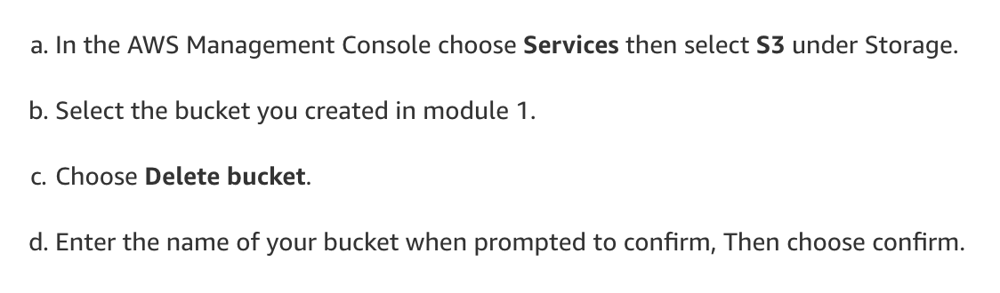 a. In the AWS Management Console choose Services then select S3 under Storage.
b. Select the bucket you created in module 1.
c. Choose Delete bucket.
d. Enter the name of your bucket when prompted to confirm, Then choose confirm.